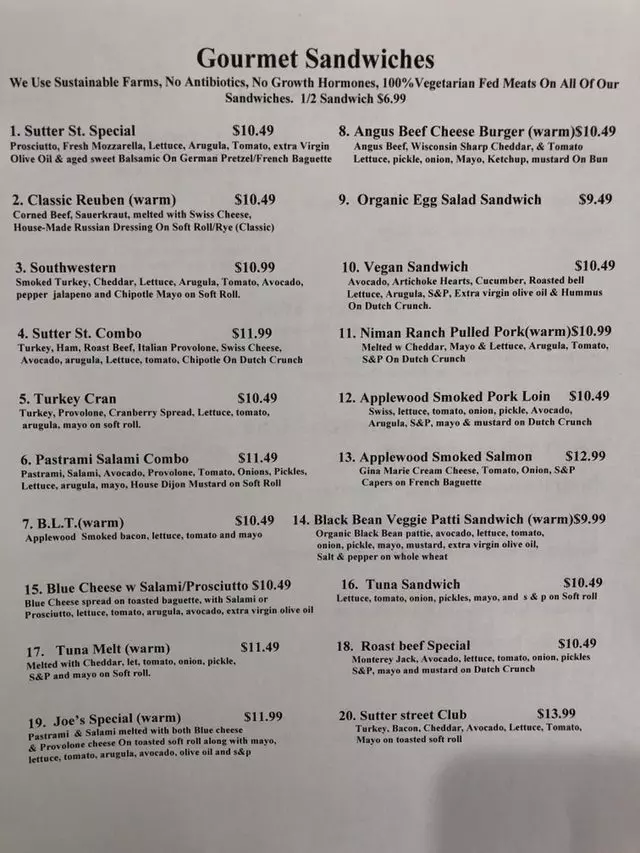 Gourmet Sandwiches
We Use Sustainable Farms, No Antibiotics, No Growth Hormones, 100%Vegetarian Fed Meats On All Of Our
Sandwiches. 1/2 Sandwich $6.99
1. Sutter St. Special $10.49
Prosciutto, Fresh Mozzarella, Lettuce, Arugula, Tomato, extra Virgin
Olive Oil & aged sweet Balsamic On German Pretzel/French Baguette
2. Classic Reuben (warm) $10.49
Corned Beef, Sauerkraut, melted with Swiss Cheese,
House-Made Russian Dressing On Soft Roll/Rye (Classic)
3. Southwestern $10.99
Smoked Turkey, Cheddar, Lettuce, Arugula, Tomato, Avocado,
pepper jalapeno and Chipotle Mayo on Soft Roll.
4. Sutter St. Combo $11.99
Turkey, Ham, Roast Beef, Italian Provolone, Swiss Cheese,
Avocado, arugula, Lettuce, tomato, Chipotle On Dutch Crunch
5. Turkey Cran $10.49
Turkey, Provolone, Cranberry Spread, Lettuce, tomato,
arugula, mayo on soft roll.
6. Pastrami Salami Combo $11.49
Pastrami, Salami, Avocado, Provolone, Tomato, Onions, Pickles,
Lettuce, arugula, mayo, House Dijon Mustard on Soft Roll
7. B.L.T.(warm) $10.49
Applewood Smoked bacon, lettuce, tomato and mayo
8. Angus Beef Cheese Burger (warm)$10.49
Angus Beef, Wisconsin Sharp Cheddar, & Tomato
Lettuce, pickle, onion, Mayo, Ketchup, mustard On Bun
9. Organic Egg Salad Sandwich $9.49
10. Vegan Sandwich $10.49
Avocado, Artichoke Hearts, Cucumber, Roasted bell
Lettuce, Arugula, S&P, Extra virgin olive oil & Hummus
On Dutch Crunch.
11. Niman Ranch Pulled Pork(warm)$10.99
Melted w Cheddar, Mayo & Lettuce, Arugula, Tomato,
S&P On Dutch Crunch
12. Applewood Smoked Pork Loin $10.49
Swiss, lettuce, tomato, onion, pickle, Avocado,
Arugula, S&P, mayo & mustard on Dutch Crunch
13. Applewood Smoked Salmon $12.99
Gina Marie Cream Cheese, Tomato, Onion, S&P
Capers on French Baguette
14. Black Bean Veggie Patti Sandwich (warm)$9.99
Organic Black Bean pattie, avocado, lettuce, tomato,
onion, pickle, mayo, mustard, extra virgin olive oil,
Salt & pepper on whole wheat
15. Blue Cheese w Salami/Prosciutto $10.49
Blue Cheese spread on toasted baguette, with Salami or
Prosciutto, lettuce, tomato, arugula, avocado, extra virgin olive oil
16. Tuna Sandwich $10.49
Lettuce, tomato, onion, pickles, mayo, and s & p on Soft roll
17. Tuna Melt (warm) $11.49
Melted with Cheddar, let, tomato, onion, pickle,
S&P and mayo on Soft roll.
18. Roast beef Special $10.49
Monterey Jack, Avocado, lettuce, tomato, onion, pickles
S&P, mayo and mustard on Dutch Crunch
19. Joe's Special (warm) $11.99
Pastrami & Salami melted with both Blue cheese
& Provolone cheese On toasted soft roll along with mayo,
lettuce, tomato, arugula, avocado, olive oil and s&p
20. Sutter street Club $13.99
Turkey, Bacon, Cheddar, Avocado, Lettuce, Tomato,
Mayo on toasted soft roll